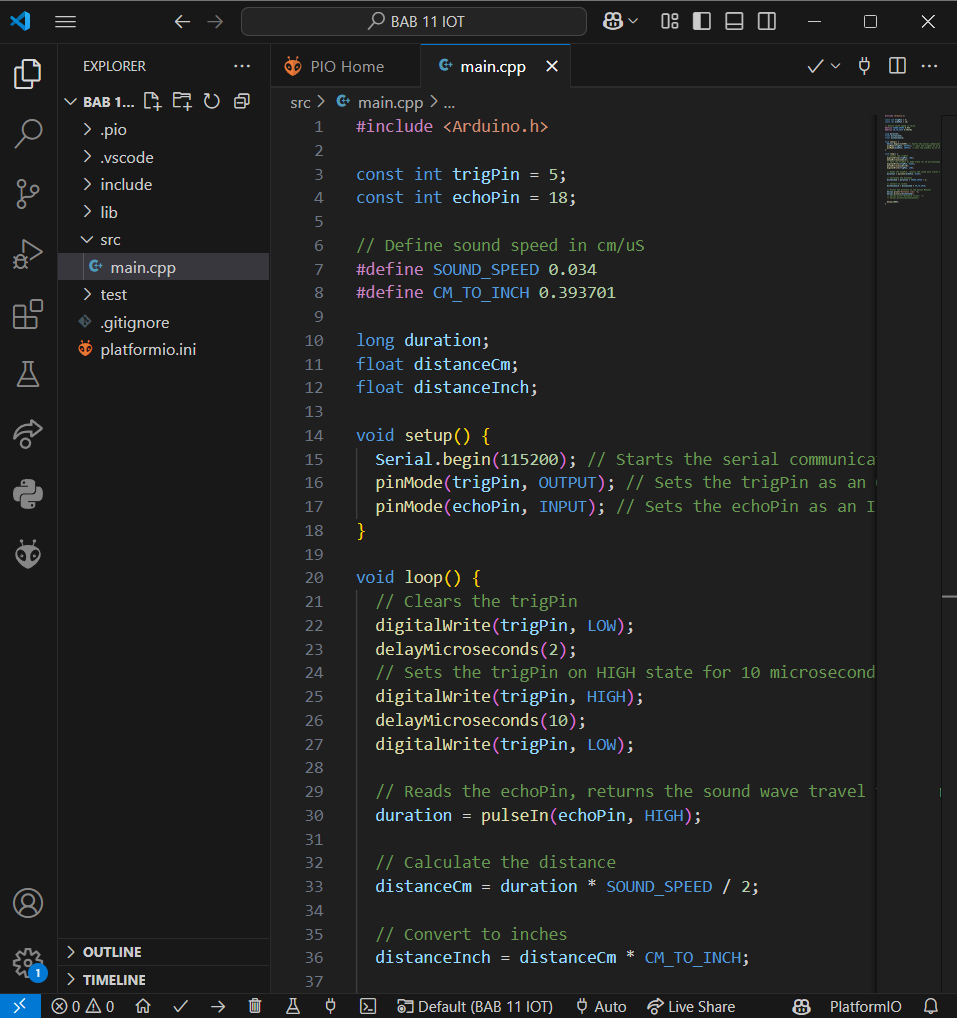 BAB 11 IOT
EXPLORER
PIO Home
main.cpp
BAB 1...
src > main.cpp > ...
.pio
.vscode
include
lib
src
main.cpp
test
.gitignore
platformio.ini
1 #include <Arduino.h>
2
3 const int trigPin = 5;
4 const int echoPin = 18;
5
6 // Define sound speed in cm/uS
7 #define SOUND_SPEED 0.034
8 #define CM_TO_INCH 0.393701
9
10 long duration;
11 float distanceCm;
12 float distanceInch;
13
14 void setup() {
15 Serial.begin(115200); // Starts the serial communica
16 pinMode(trigPin, OUTPUT); // Sets the trigPin as an
17 pinMode(echoPin, INPUT); // Sets the echoPin as an I
18 }
19
20 void loop() {
21 // Clears the trigPin
22 digitalWrite(trigPin, LOW);
23 delayMicroseconds(2);
24 // Sets the trigPin on HIGH state for 10 microsecond
25 digitalWrite(trigPin, HIGH);
26 delayMicroseconds(10);
27 digitalWrite(trigPin, LOW);
28
29 // Reads the echoPin, returns the sound wave travel
30 duration = pulseIn(echoPin, HIGH);
31
32 // Calculate the distance
33 distanceCm = duration * SOUND_SPEED / 2;
34
35 // Convert to inches
36 distanceInch = distanceCm * CM_TO_INCH;
37
OUTLINE
TIMELINE
1
0 0 Default (BAB 11 IOT) Auto Live Share PlatformIO